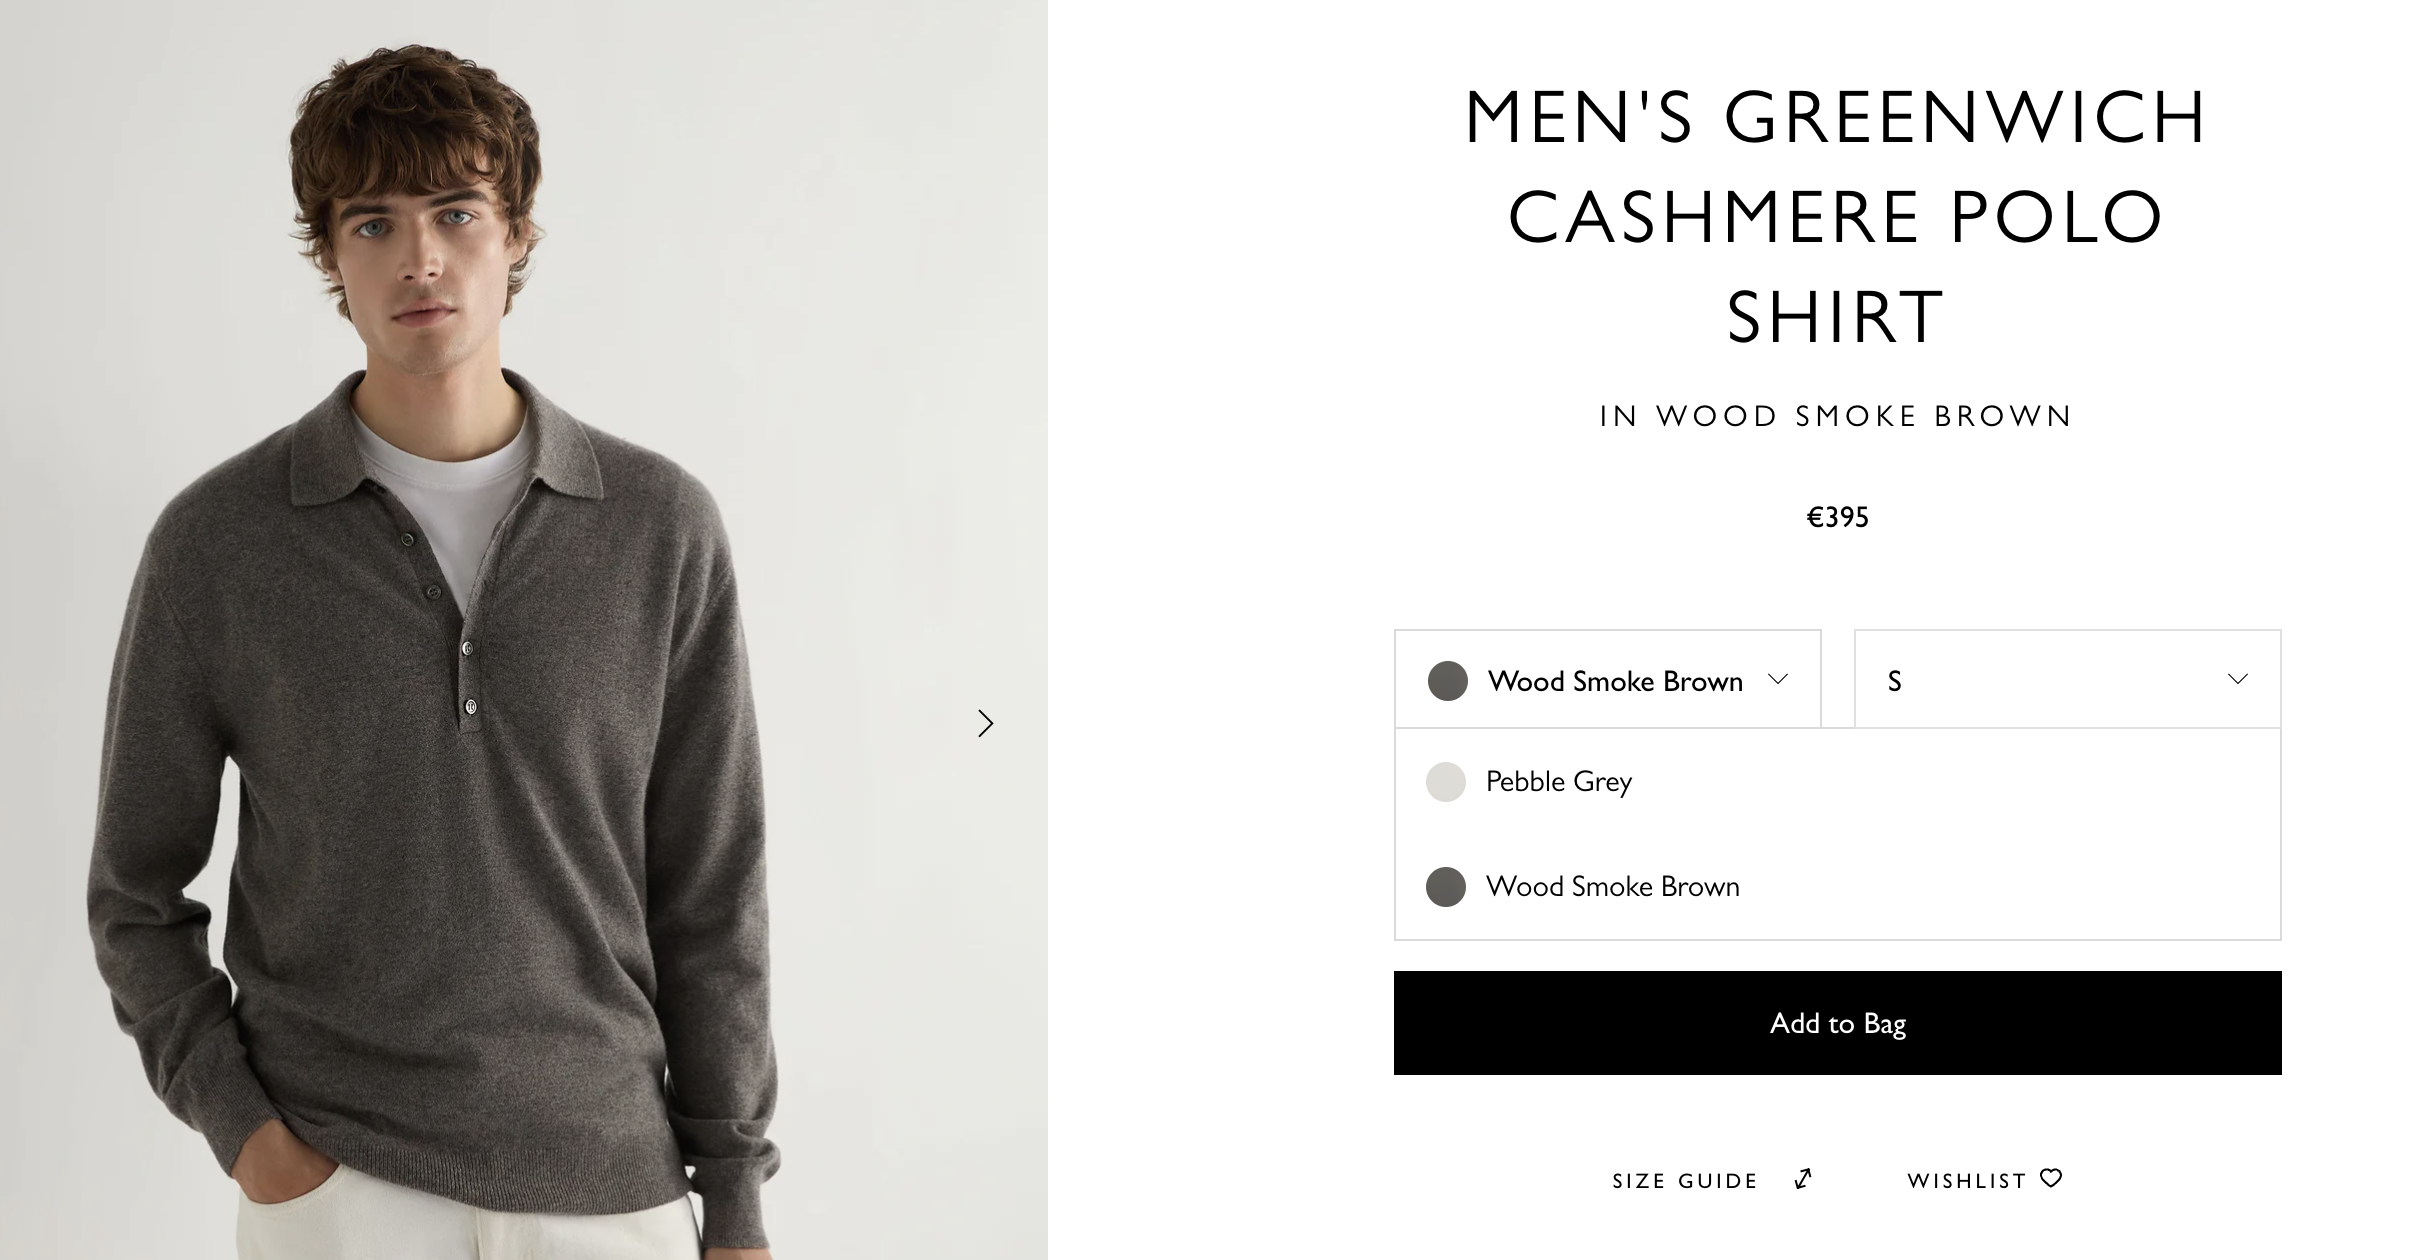 MEN'S GREENWICH
CASHMERE POLO
SHIRT
IN WOOD SMOKE BROWN
€395
Wood Smoke Brown
S
Pebble Grey
Wood Smoke Brown
Add to Bag
SIZE GUIDE
WISHLIST